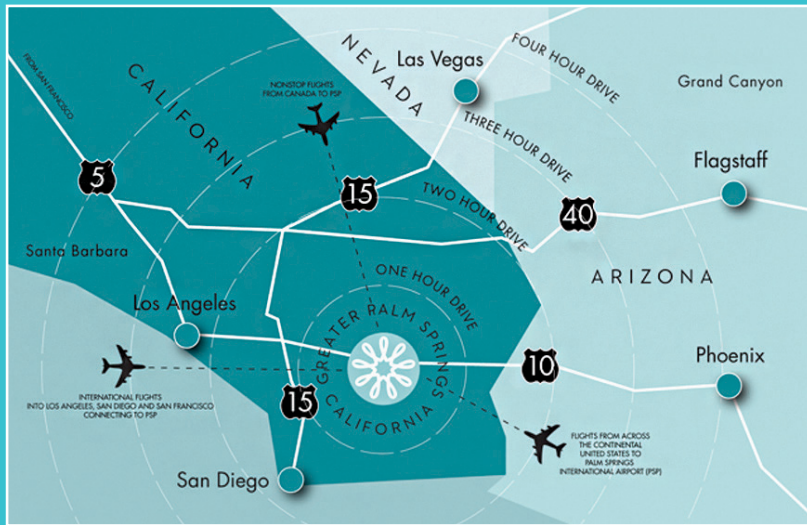 FROM SAN FRANCISCO
CALIFORNIA
NEVADA
Las Vegas
FOUR HOUR DRIVE
Grand Canyon
NONSTOP FLIGHTS
FROM CANADA TO PSP
THREE HOUR DRIVE
Flagstaff
5
15
TWO HOUR DRIVE
40
Santa Barbara
ARIZONA
ONE HOUR DRIVE
Los Angeles
GREATER PALM SPRINGS
CALIFORNIA
10
Phoenix
INTERNATIONAL FLIGHTS
INTO LOS ANGELES, SAN DIEGO AND SAN FRANCISCO
CONNECTING TO PSP
15
FLIGHTS FROM ACROSS
THE CONTINENTAL
UNITED STATES TO
PALM SPRINGS
INTERNATIONAL AIRPORT (PSP)
San Diego